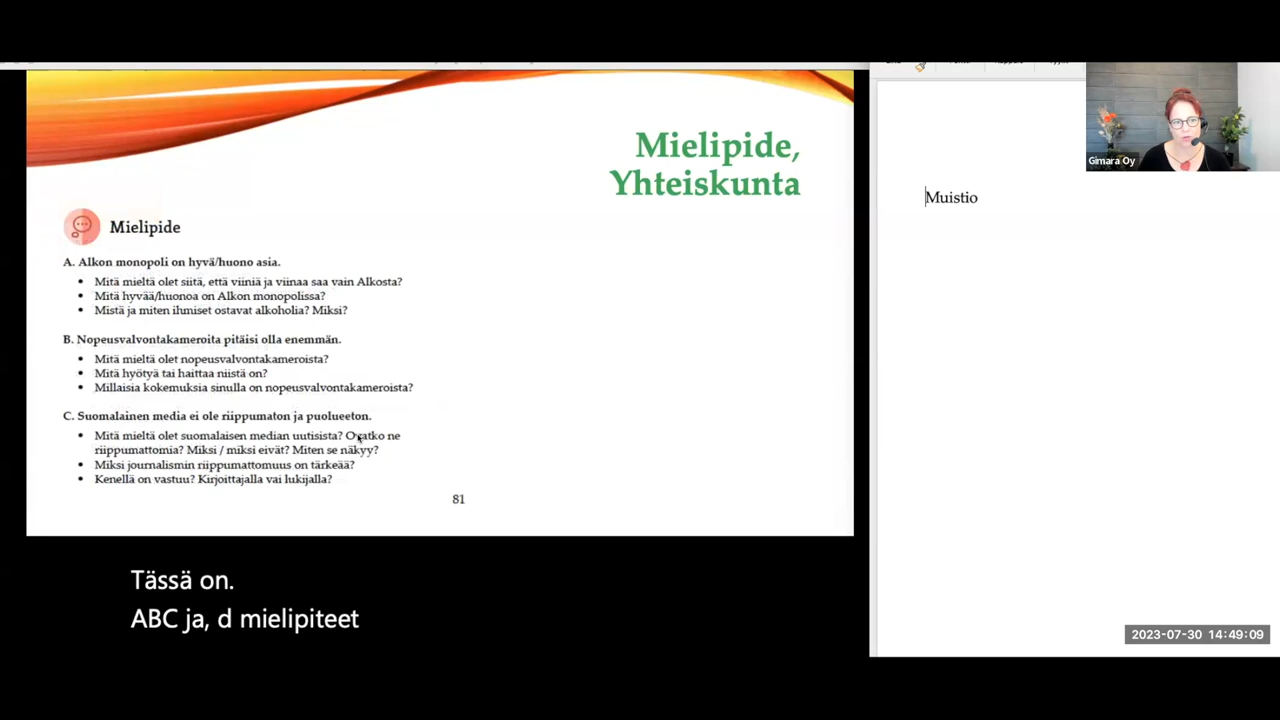 Mielipide,
Yhteiskunta
Mielipide
A. Alkon monopoli on hyvä/huono asia.
• Mitä mieltä olet siitä, että viiniä ja viinaa saa vain Alkosta?
• Mitä hyvää/huonoa on Alkon monopolissa?
• Mistä ja miten ihmiset ostavat alkoholia? Miksi?
B. Nopeusvalvontakameroita pitäisi olla enemmän.
• Mitä mieltä olet nopeusvalvontakameroista?
• Mitä hyötyä tai haittaa niistä on?
• Millaisia kokemuksia sinulla on nopeusvalvontakameroista?
C. Suomalainen media ei ole riippumaton ja puolueeton.
• Mitä mieltä olet suomalaisen median uutisista? Ovatko ne
riippumattomia? Miksi / miksi eivät? Miten se näkyy?
• Miksi journalismin riippumattomuus on tärkeää?
• Kenellä on vastuu? Kirjoittajalla vai lukijalla?
81
Tässä on.
ABC ja, d mielipiteet
Muistio
Gimara Oy
2023-07-30 14:49:09